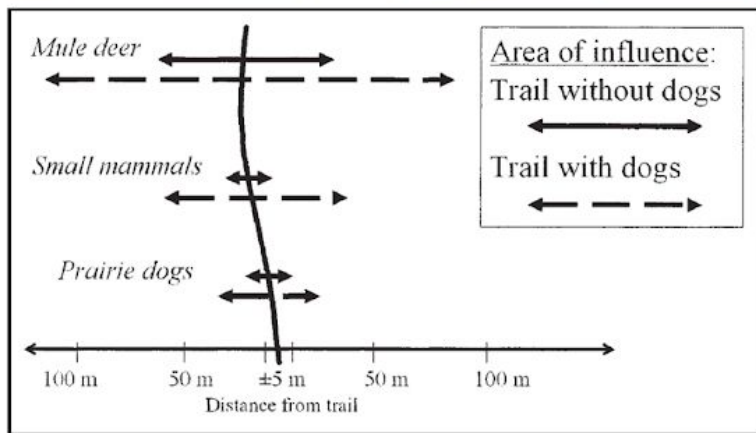 Mule deer
Small mammals
Prairie dogs
100 m 50 m ±5 m 50 m 100 m
Distance from trail
Area of influence:
Trail without dogs
Trail with dogs